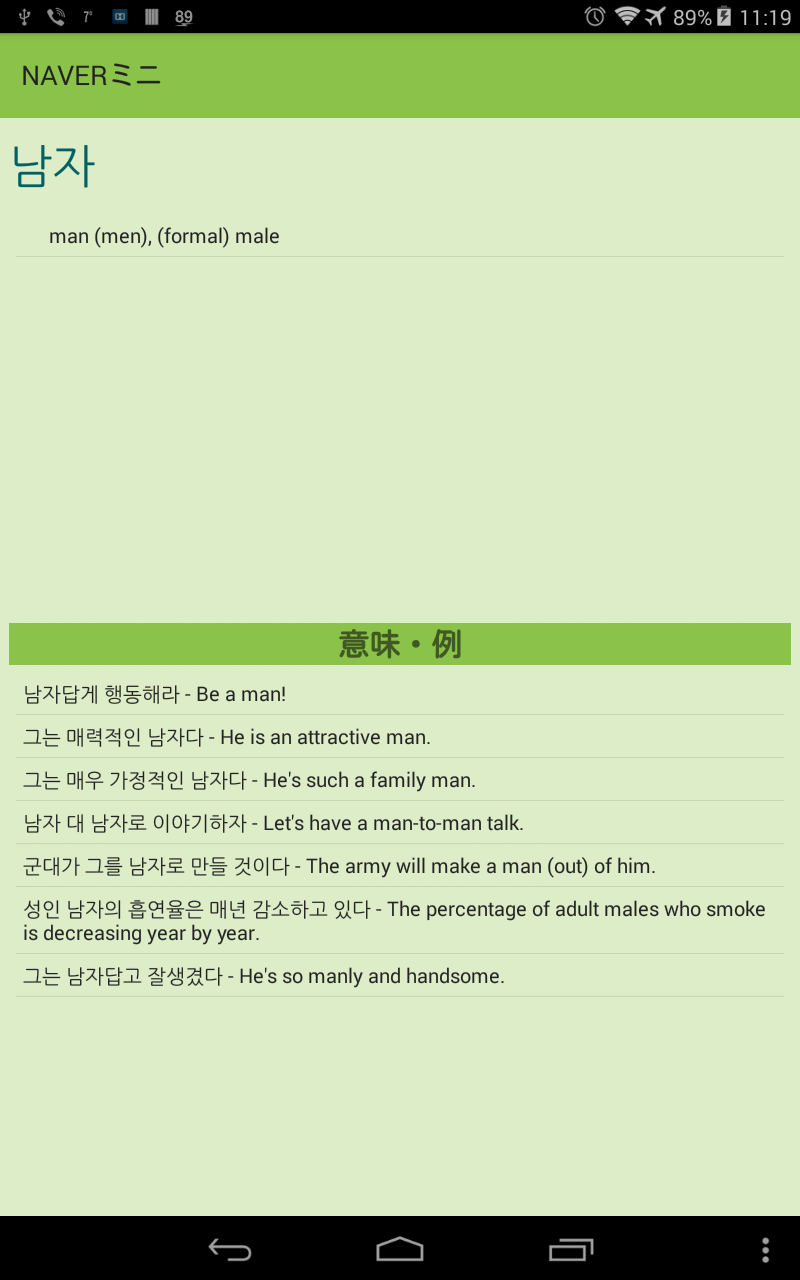 7°
89
89%
11:19
NAVERミニ
남자
man (men), (formal) male
意味・例
남자답게 행동해라 - Be a man!
그는 매력적인 남자다 - He is an attractive man.
그는 매우 가정적인 남자다 - He's such a family man.
남자 대 남자로 이야기하자 - Let's have a man-to-man talk.
군대가 그를 남자로 만들 것이다 - The army will make a man (out) of him.
성인 남자의 흡연율은 매년 감소하고 있다 - The percentage of adult males who smoke
is decreasing year by year.
그는 남자답고 잘생겼다 - He's so manly and handsome.